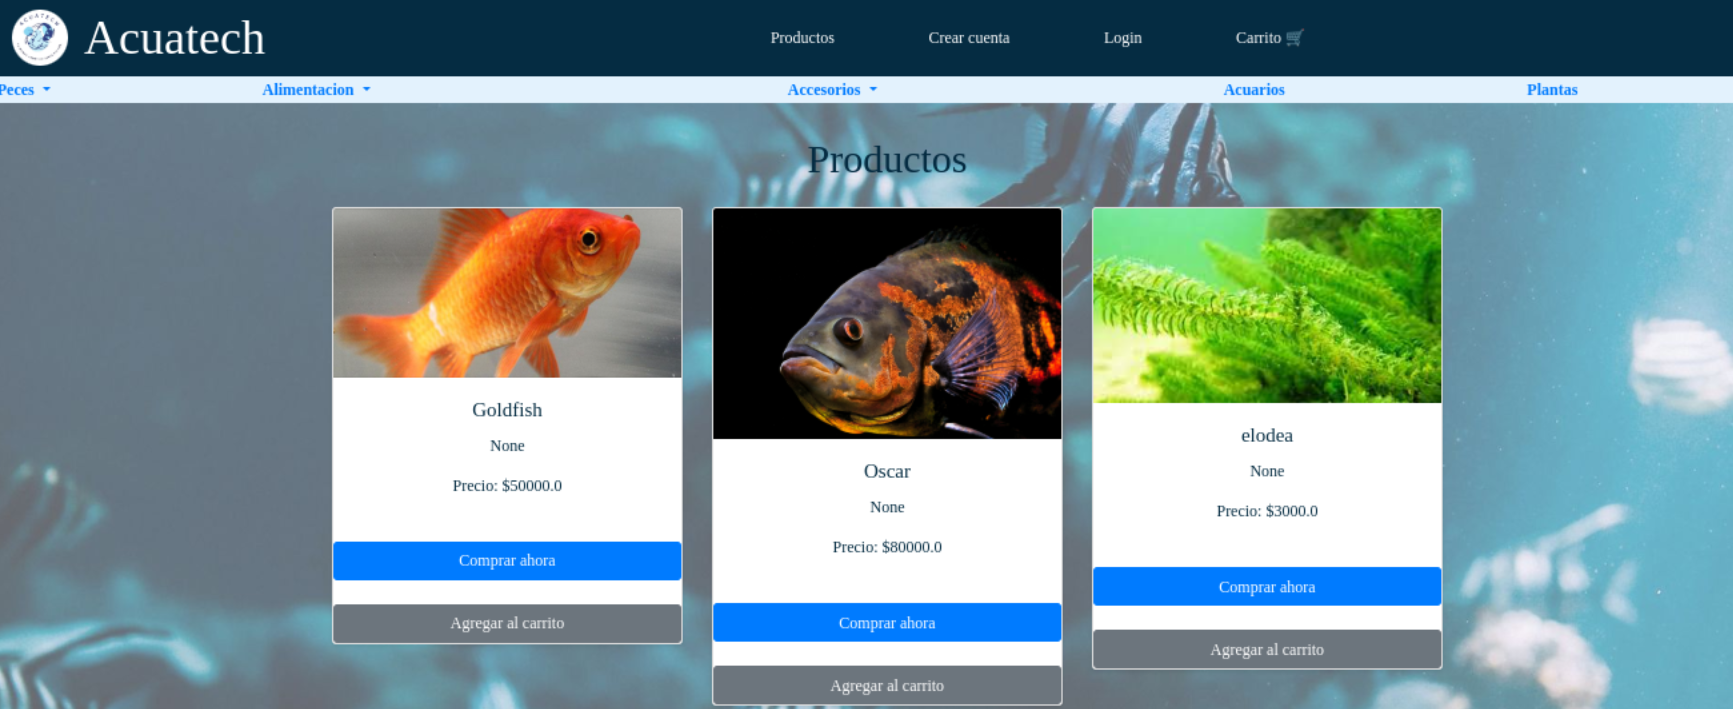 ACUATECH
Acuatech
Productos
Crear cuenta
Login
Carrito
Peces
Alimentacion
Accesorios
Acuarios
Plantas
Productos
Goldfish
None
Precio: $50000.0
Comprar ahora
Agregar al carrito
Oscar
None
Precio: $80000.0
Comprar ahora
Agregar al carrito
elodea
None
Precio: $3000.0
Comprar ahora
Agregar al carrito